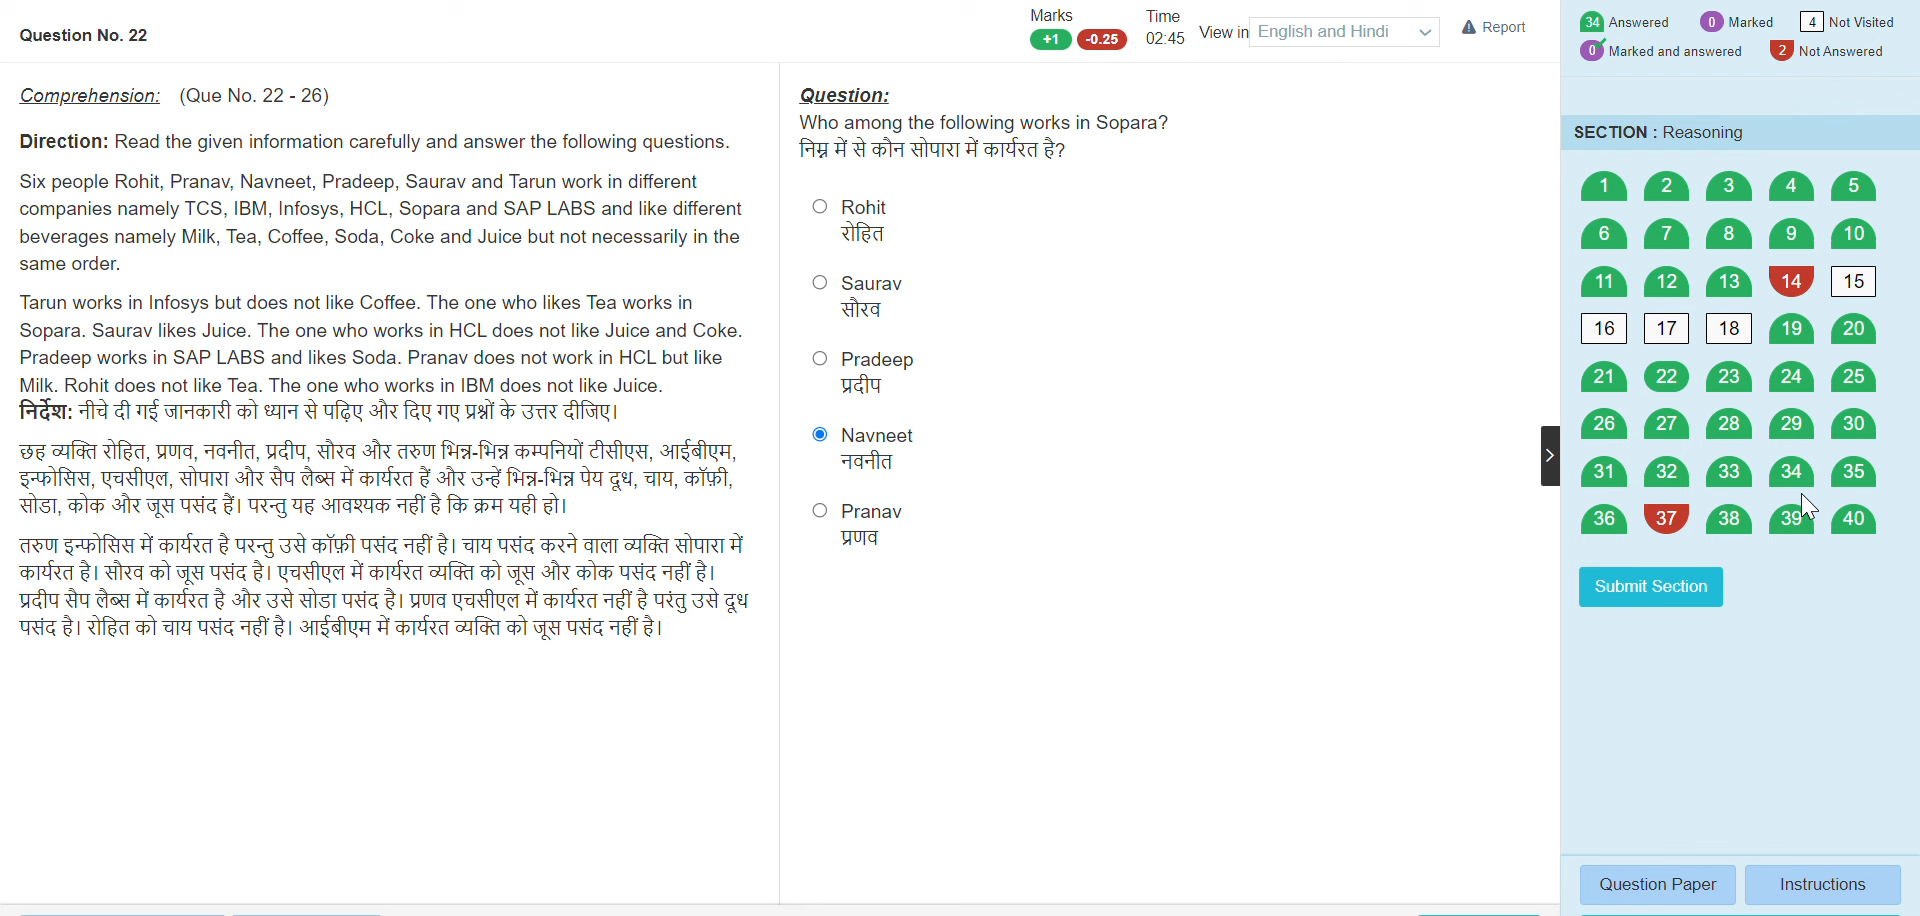 Question No. 22
Marks
+1 -0.25
Time
02:45
View in English and Hindi
Report
Comprehension: (Que No. 22 - 26)
Direction: Read the given information carefully and answer the following questions.
Six people Rohit, Pranav, Navneet, Pradeep, Saurav and Tarun work in different
companies namely TCS, IBM, Infosys, HCL, Sopara and SAP LABS and like different
beverages namely Milk, Tea, Coffee, Soda, Coke and Juice but not necessarily in the
same order.
Tarun works in Infosys but does not like Coffee. The one who likes Tea works in
Sopara. Saurav likes Juice. The one who works in HCL does not like Juice and Coke.
Pradeep works in SAP LABS and likes Soda. Pranav does not work in HCL but like
Milk. Rohit does not like Tea. The one who works in IBM does not like Juice.
निर्देश: नीचे दी गई जानकारी को ध्यान से पढ़िए और दिए गए प्रश्नों के उत्तर दीजिए।
छह व्यक्ति रोहित, प्रणव, नवनीत, प्रदीप, सौरव और तरुण भिन्न-भिन्न कम्पनियों टीसीएस, आईबीएम,
इन्फोसिस, एचसीएल, सोपारा और सैप लैब्स में कार्यरत हैं और उन्हें भिन्न-भिन्न पेय दूध, चाय, कॉफ़ी,
सोडा, कोक और जूस पसंद हैं। परन्तु यह आवश्यक नहीं है कि क्रम यही हो।
तरुण इन्फोसिस में कार्यरत है परन्तु उसे कॉफ़ी पसंद नहीं है। चाय पसंद करने वाला व्यक्ति सोपारा में
कार्यरत है। सौरव को जूस पसंद है। एचसीएल में कार्यरत व्यक्ति को जूस और कोक पसंद नहीं है।
प्रदीप सैप लैब्स में कार्यरत है और उसे सोडा पसंद है। प्रणव एचसीएल में कार्यरत नहीं है परंतु उसे दूध
पसंद है। रोहित को चाय पसंद नहीं है। आईबीएम में कार्यरत व्यक्ति को जूस पसंद नहीं है।
Question:
Who among the following works in Sopara?
निम्न में से कौन सोपारा में कार्यरत है?
Rohit
रोहित
Saurav
सौरव
Pradeep
प्रदीप
Navneet
नवनीत
Pranav
प्रणव
34 Answered 0 Marked 4 Not Visited
0 Marked and answered 2 Not Answered
SECTION : Reasoning
1 2 3 4 5
6 7 8 9 10
11 12 13 14 15
16 17 18 19 20
21 22 23 24 25
26 27 28 29 30
31 32 33 34 35
36 37 38 39 40
Submit Section
Question Paper Instructions